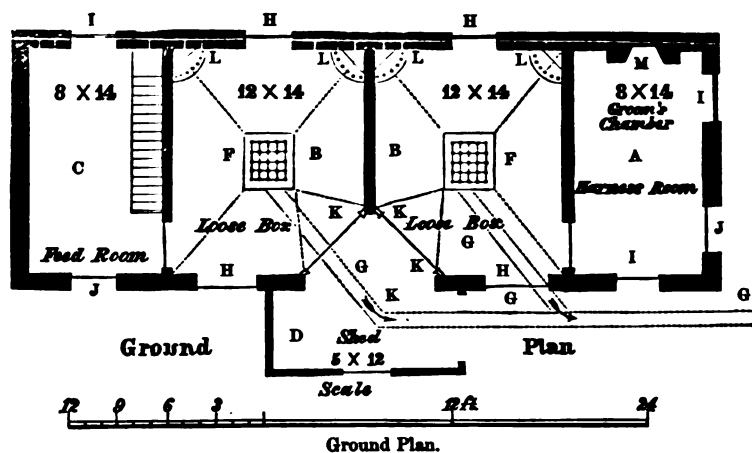 I H H
L L L L M
8 X 14 12 X 14 12 X 14 8 X 14
I
Groom's
Chamber
F B B F
C A
Harness Room
K K
Loose Box Loose Box
G J
Feed Room G K I
H H
J K G G
D
Ground Shed Plan
5 X 12
Scale
12 9 6 3 12 ft 24
Ground Plan.